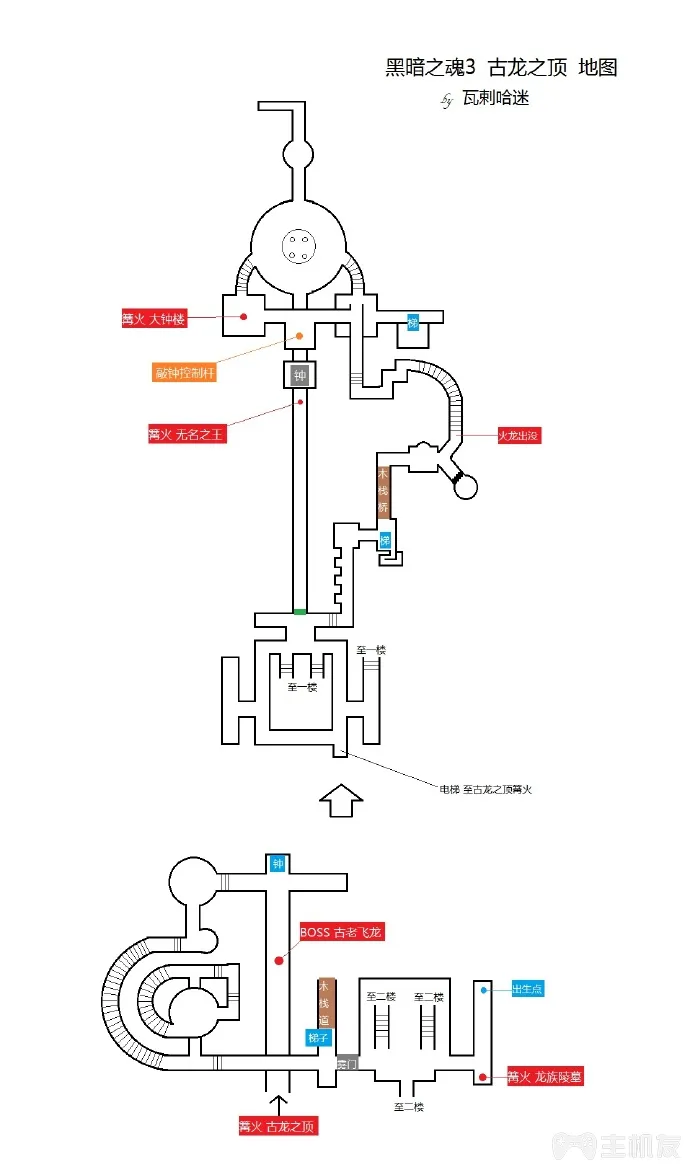 黑暗之魂3 古龙之顶 地图
by 瓦剌哈迷
篝火 大钟楼
梯
敲钟控制杆
钟
篝火 无名之王
火龙出没
木栈桥
梯
至一楼
至一楼
电梯 至古龙之顶篝火
钟
BOSS 古老飞龙
木栈道
至二楼
至二楼
出生点
梯子
篝火 龙族陵墓
至二楼
篝火 古龙之顶
主机友